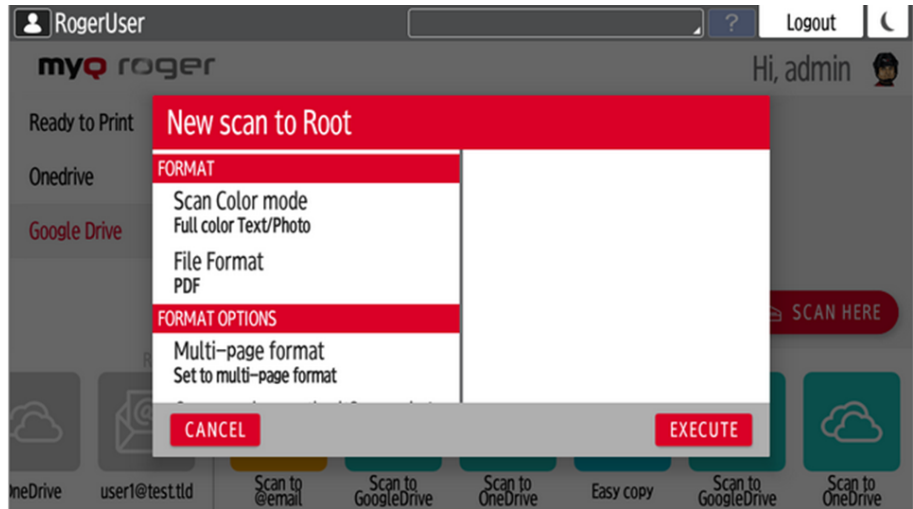 RogerUser
?
Logout
myQ roger
Hi, admin
Ready to Print
New scan to Root
Onedrive
FORMAT
Scan Color mode
Full color Text/Photo
Google Drive
File Format
PDF
FORMAT OPTIONS
SCAN HERE
Multi-page format
Set to multi-page format
CANCEL
EXECUTE
neDrive
user1@test.tld
Scan to
@email
Scan to
GoogleDrive
Scan to
OneDrive
Easy copy
Scan to
GoogleDrive
Scan to
OneDrive